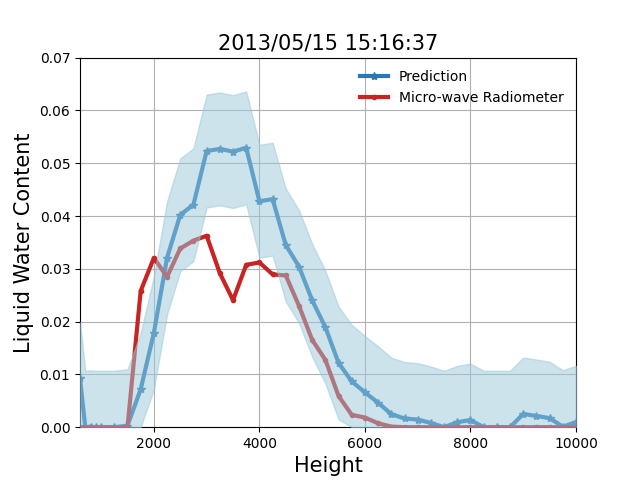 2013/05/15 15:16:37
Prediction
Micro-wave Radiometer
Liquid Water Content
0.07
0.06
0.05
0.04
0.03
0.02
0.01
0.00
2000 4000 6000 8000 10000
Height